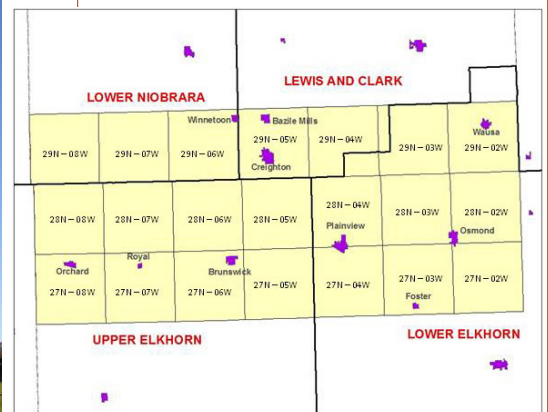 LEWIS AND CLARK
LOWER NIOBRARA
Winnetoon
Bazile Mills
Wausa
29N-08W
29N-07W
29N-06W
29N-05W
29N-04W
29N-03W
29N-02W
Creighton
28N-08W
28N-07W
28N-06W
28N-05W
28N-04W
28N-03W
28N-02W
Plainview
Osmond
Orchard
Royal
Brunswick
27N-08W
27N-07W
27N-06W
27N-05W
27N-04W
27N-03W
27N-02W
Foster
UPPER ELKHORN
LOWER ELKHORN